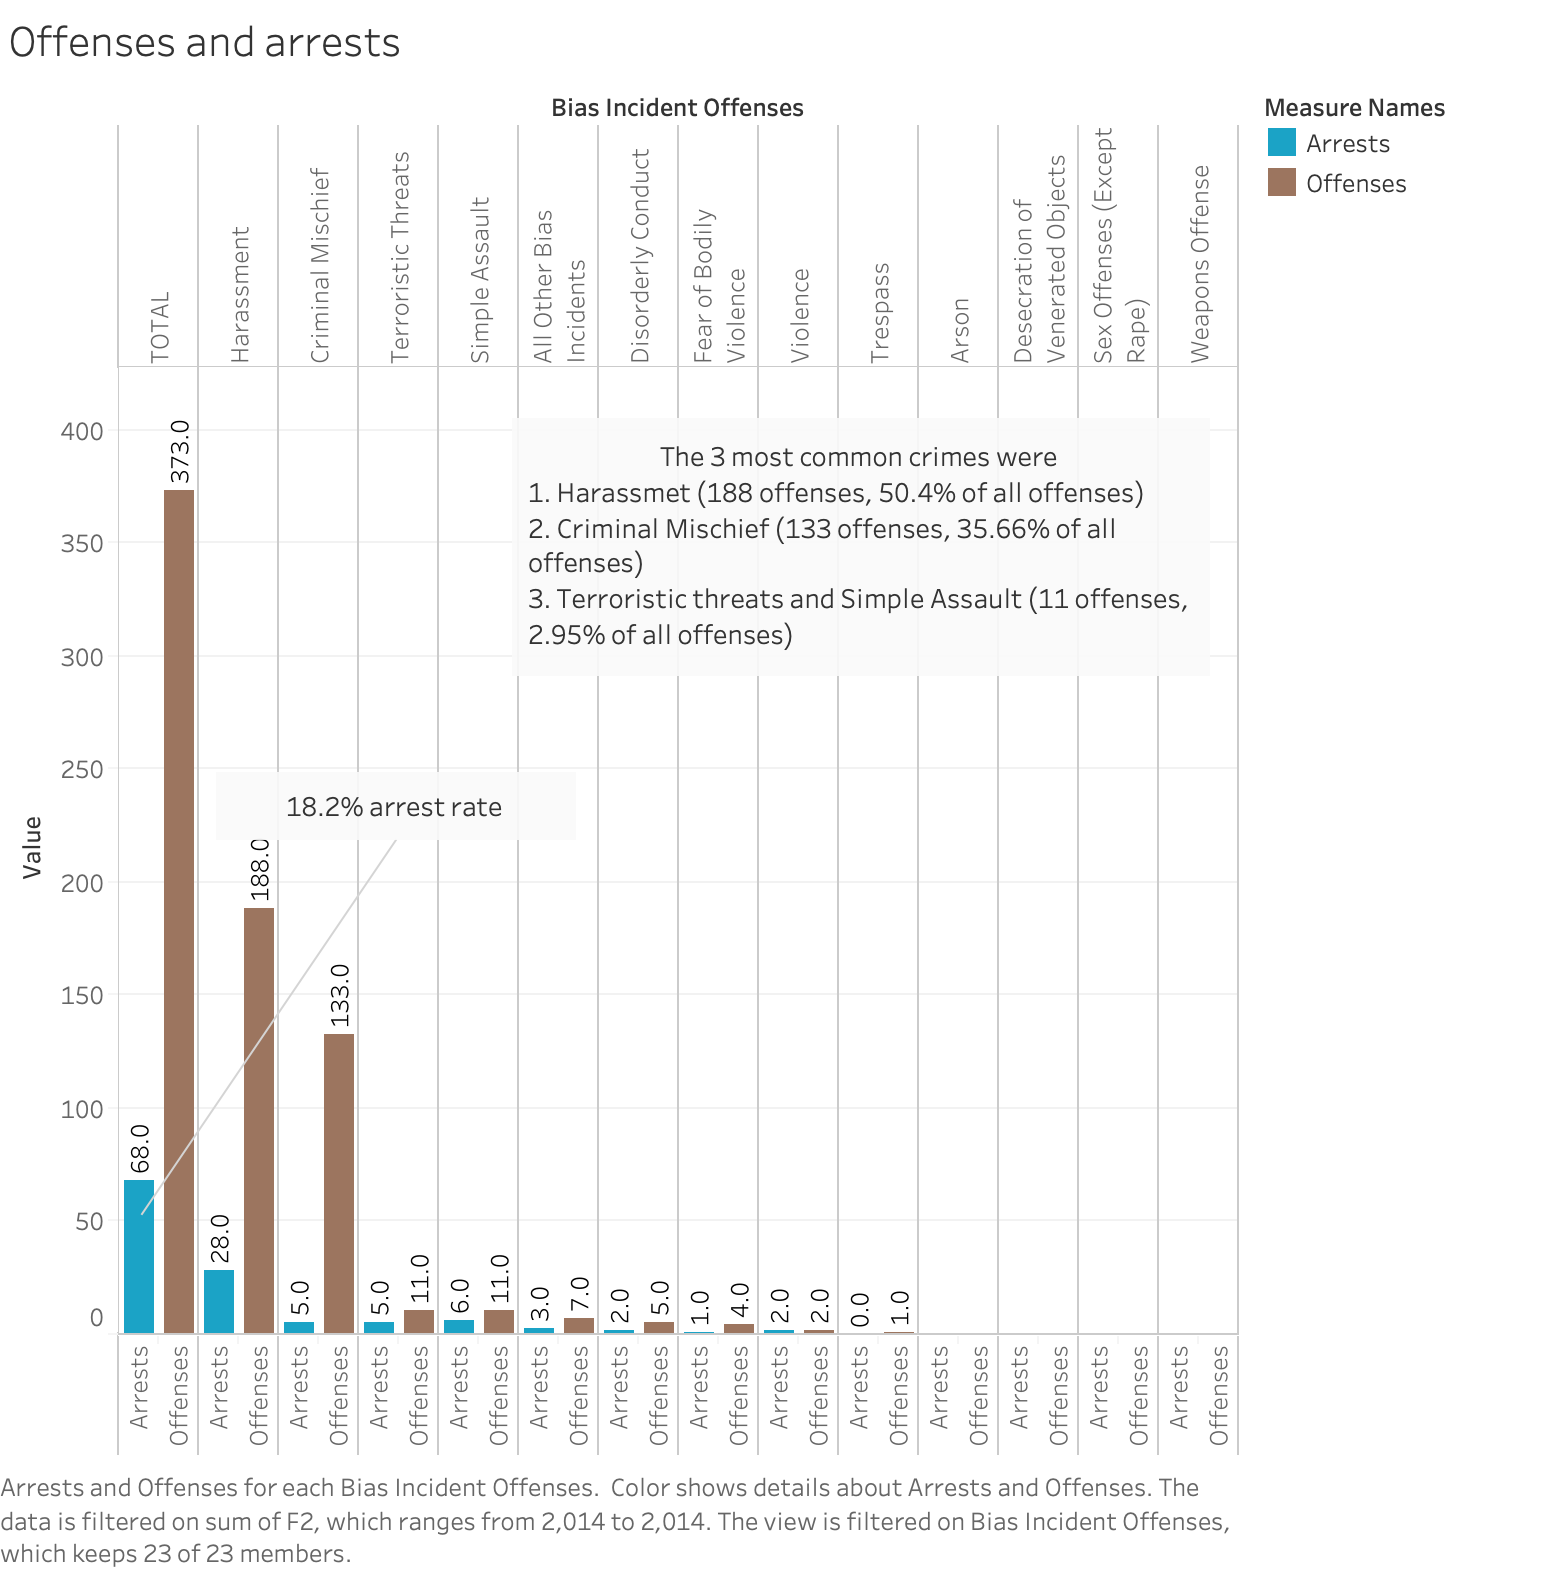 Offenses and arrests
Bias Incident Offenses
Measure Names
Arrests
Offenses
TOTAL
Harassment
Criminal Mischief
Terroristic Threats
Simple Assault
All Other Bias
Incidents
Disorderly Conduct
Fear of Bodily
Violence
Violence
Trespass
Arson
Desecration of
Venerated Objects
Sex Offenses (Except
Rape)
Weapons Offense
The 3 most common crimes were
1. Harassmet (188 offenses, 50.4% of all offenses)
2. Criminal Mischief (133 offenses, 35.66% of all
offenses)
3. Terroristic threats and Simple Assault (11 offenses,
2.95% of all offenses)
18.2% arrest rate
Value
400
350
300
250
200
150
100
50
0
68.0
373.0
28.0
188.0
5.0
133.0
5.0
11.0
6.0
11.0
3.0
7.0
2.0
5.0
1.0
4.0
2.0
2.0
0.0
1.0
Arrests
Offenses
Arrests
Offenses
Arrests
Offenses
Arrests
Offenses
Arrests
Offenses
Arrests
Offenses
Arrests
Offenses
Arrests
Offenses
Arrests
Offenses
Arrests
Offenses
Arrests
Offenses
Arrests
Offenses
Arrests
Offenses
Arrests
Offenses
Arrests and Offenses for each Bias Incident Offenses.  Color shows details about Arrests and Offenses. The
data is filtered on sum of F2, which ranges from 2,014 to 2,014. The view is filtered on Bias Incident Offenses,
which keeps 23 of 23 members.